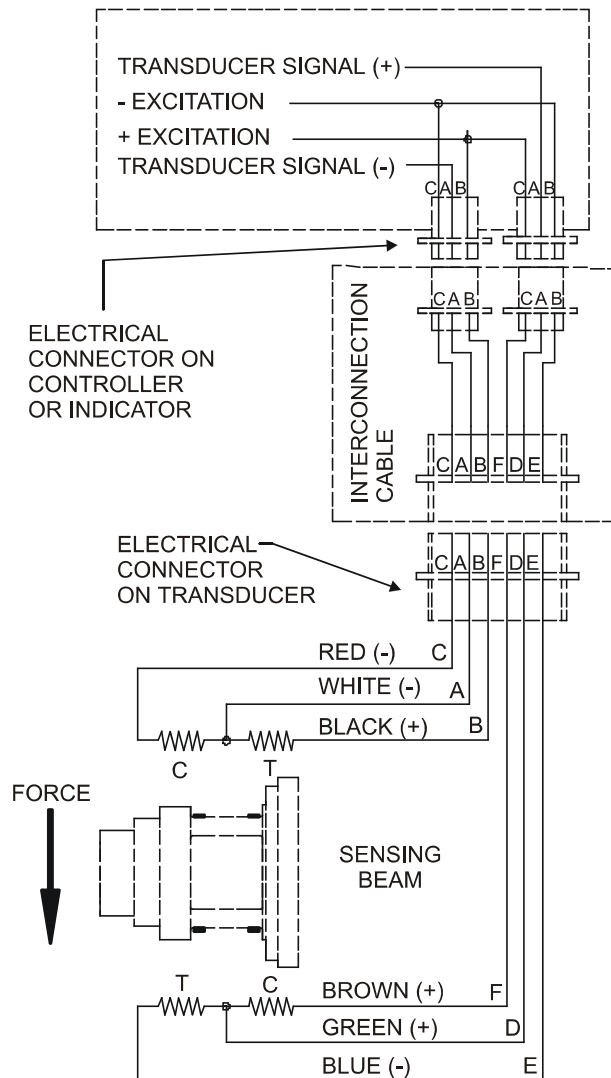 TRANSDUCER SIGNAL (+)
- EXCITATION
+ EXCITATION
TRANSDUCER SIGNAL (-)
CAB CAB
CAB CAB
ELECTRICAL
CONNECTOR ON
CONTROLLER
OR INDICATOR
INTERCONNECTION
CABLE
CABFDE
ELECTRICAL
CONNECTOR
ON TRANSDUCER
CABFDE
RED (-) C
WHITE (-) A
BLACK (+) B
C T
FORCE
SENSING
BEAM
T C
BROWN (+) F
GREEN (+) D
BLUE (-) E